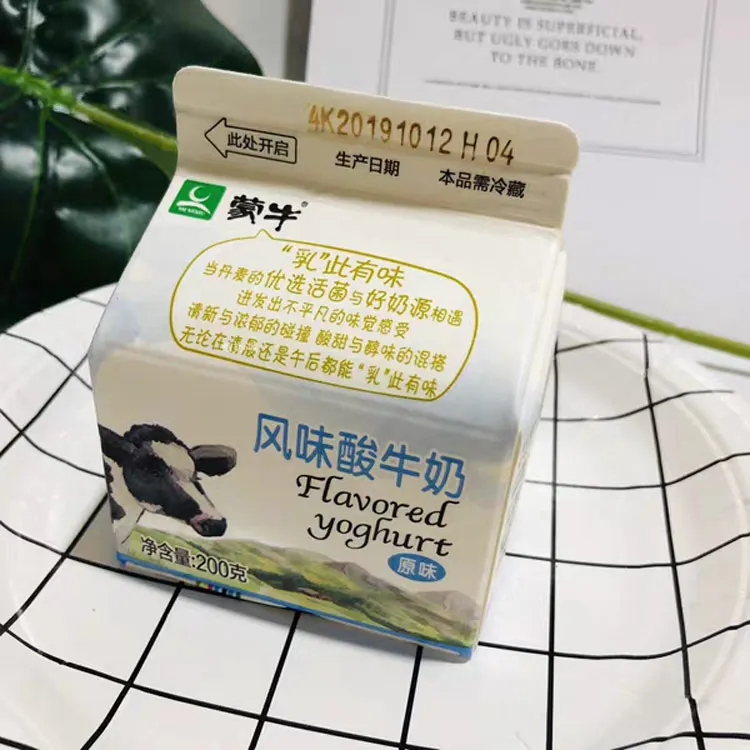 BEAUTY IS SUPERFICIAL,
BUT UGLY GOES DOWN
TO THE BONE.
4K20191012 H 04
此处开启
生产日期
本品需冷藏
蒙牛
“乳”此有味
当丹麦的优选活菌与好奶源相遇
迸发出不平凡的味觉感受
清新与浓郁的碰撞 酸甜与醇味的混搭
无论在清晨还是午后都能“乳”此有味
风味酸牛奶
Flavored
yoghurt
原味
净含量:200克